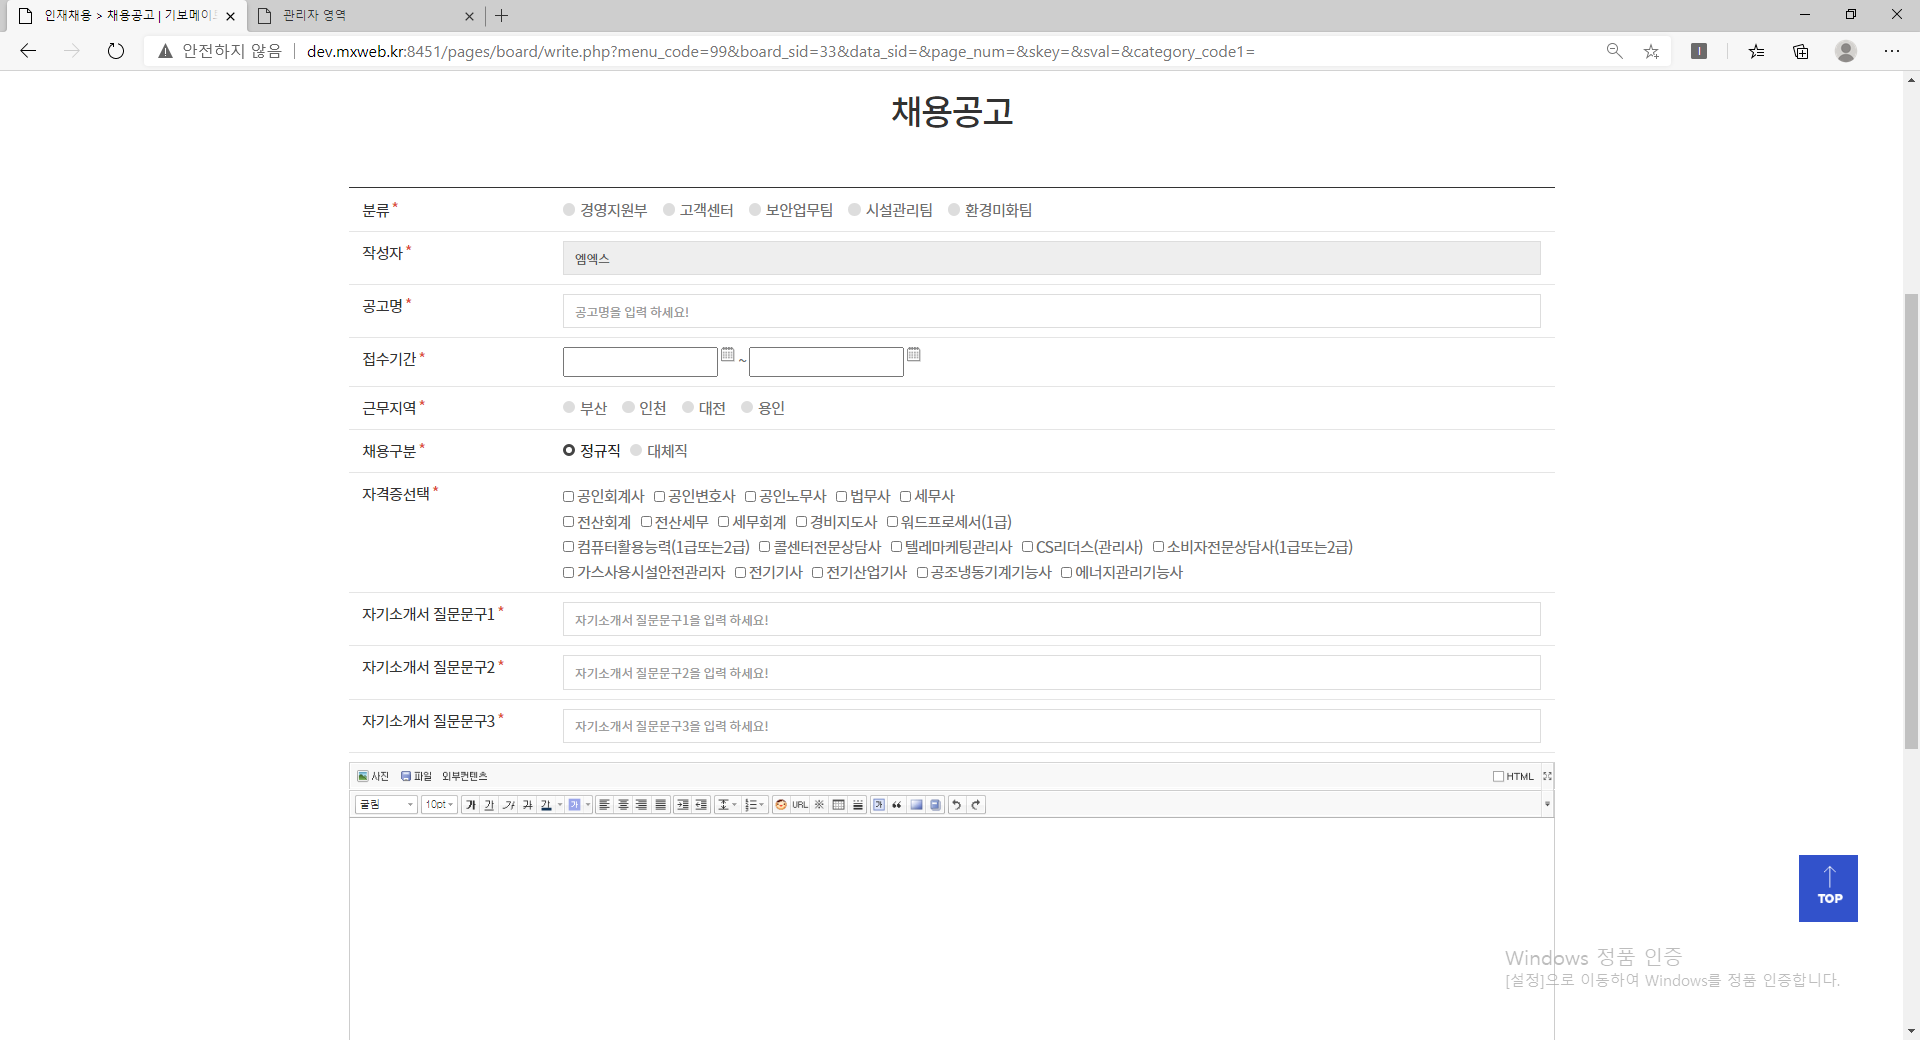 인재채용 > 채용공고 | 기보메이트
관리자 영역
안전하지 않음 dev.mxweb.kr:8451/pages/board/write.php?menu_code=99&board_sid=33&data_sid=&page_num=&skey=&sval=&category_code1=
채용공고
분류 * 경영지원부 고객센터 보안업무팀 시설관리팀 환경미화팀
작성자 * 엠엑스
공고명 * 공고명을 입력 하세요!
접수기간 * ~
근무지역 * 부산 인천 대전 용인
채용구분 * 정규직 대체직
자격증선택 * 공인회계사 공인변호사 공인노무사 법무사 세무사
전산회계 전산세무 세무회계 경비지도사 워드프로세서(1급)
컴퓨터활용능력(1급또는2급) 콜센터전문상담사 텔레마케팅관리사 CS리더스(관리사) 소비자전문상담사(1급또는2급)
가스사용시설안전관리자 전기기사 전기산업기사 공조냉동기계기능사 에너지관리기능사
자기소개서 질문문구1 * 자기소개서 질문문구1을 입력 하세요!
자기소개서 질문문구2 * 자기소개서 질문문구2을 입력 하세요!
자기소개서 질문문구3 * 자기소개서 질문문구3을 입력 하세요!
사진 파일 외부컨텐츠 HTML
굴림 10pt 가 가 가 가 가 가 URL ※ 가
TOP
Windows 정품 인증
[설정]으로 이동하여 Windows를 정품 인증합니다.